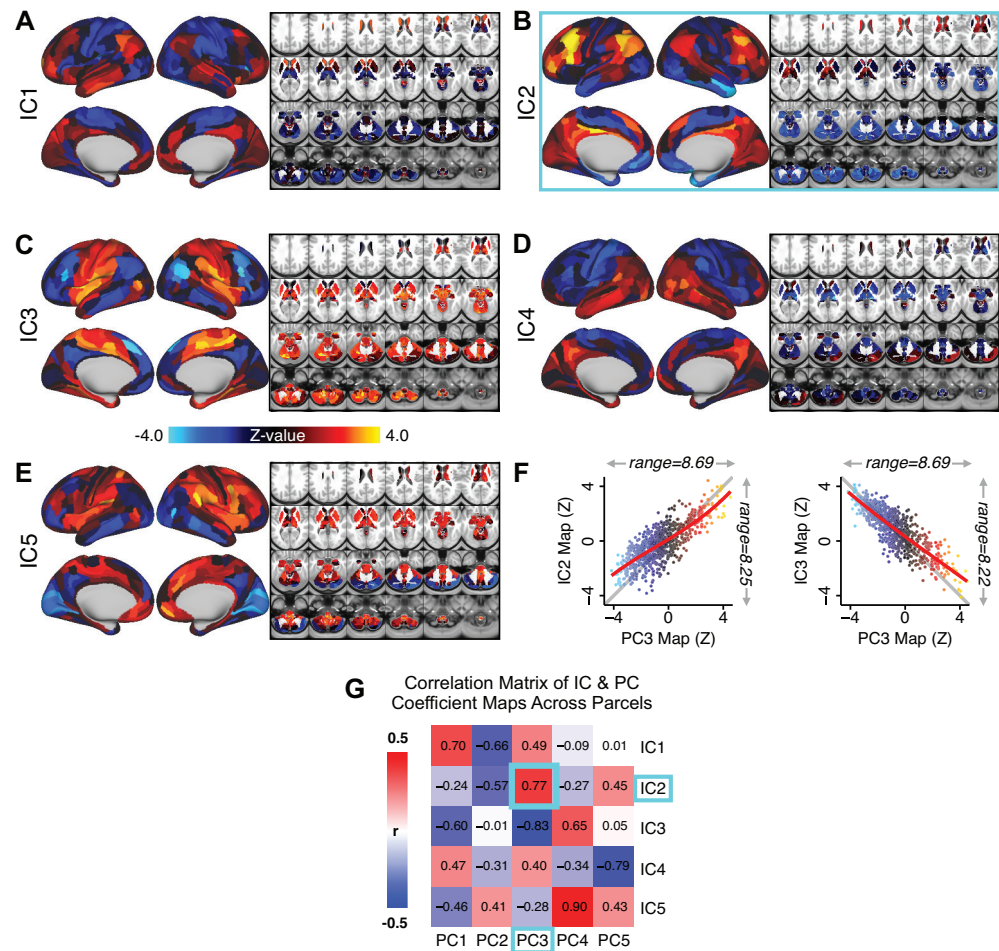 A
IC1
B
IC2
C
IC3
D
IC4
-4.0 Z-value 4.0
E
IC5
F
range=8.69
range=8.25
IC2 Map (Z)
4
0
−4
−4 0 4
PC3 Map (Z)
range=8.69
range=8.22
IC3 Map (Z)
4
0
−4
−4 0 4
PC3 Map (Z)
G
Correlation Matrix of IC & PC
Coefficient Maps Across Parcels
0.5
r
-0.5
0.70 −0.66 0.49 −0.09 0.01 IC1
−0.24 −0.57 0.77 −0.27 0.45 IC2
−0.60 −0.01 −0.83 0.65 0.05 IC3
0.47 −0.31 0.40 −0.34 −0.79 IC4
−0.46 0.41 −0.28 0.90 0.43 IC5
PC1 PC2 PC3 PC4 PC5